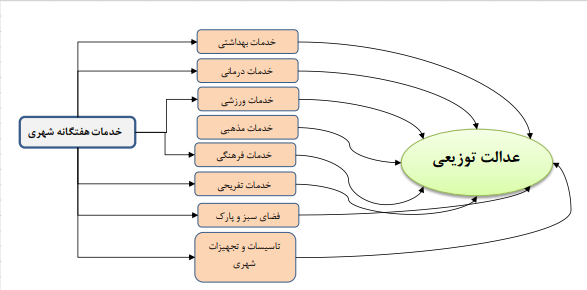 خدمات هفتگانه شهری
خدمات بهداشتی
خدمات درمانی
خدمات ورزشی
خدمات مذهبی
خدمات فرهنگی
خدمات تفریحی
فضای سبز و پارک
تاسیسات و تجهیزات
شهری
عدالت توزیعی